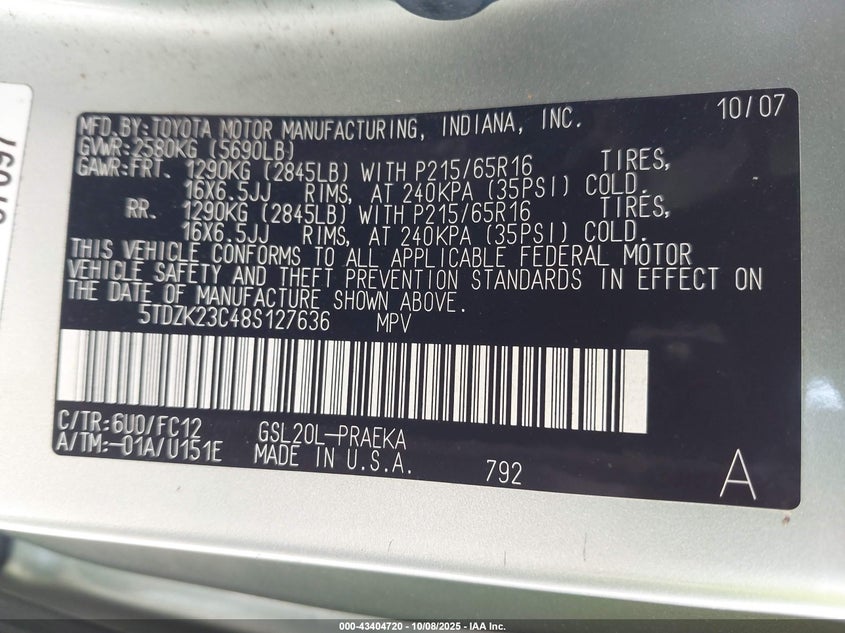 10/07
MFD.BY:TOYOTA MOTOR MANUFACTURING, INDIANA, INC.
GVWR:2580KG (5690LB)
GAWR:FRT. 1290KG (2845LB) WITH P215/65R16 TIRES,
16X6.5JJ RIMS, AT 240KPA (35PSI) COLD.
RR. 1290KG (2845LB) WITH P215/65R16 TIRES,
16X6.5JJ RIMS, AT 240KPA (35PSI) COLD.
THIS VEHICLE CONFORMS TO ALL APPLICABLE FEDERAL MOTOR
VEHICLE SAFETY AND THEFT PREVENTION STANDARDS IN EFFECT ON
THE DATE OF MANUFACTURE SHOWN ABOVE.
5TDZK23C48S127636 MPV
C/TR:6U0/FC12 GSL20L-PRAEKA
A/TM:-01A/U151E MADE IN U.S.A. 792 A
000-43404720 - 10/08/2025 - IAA Inc.